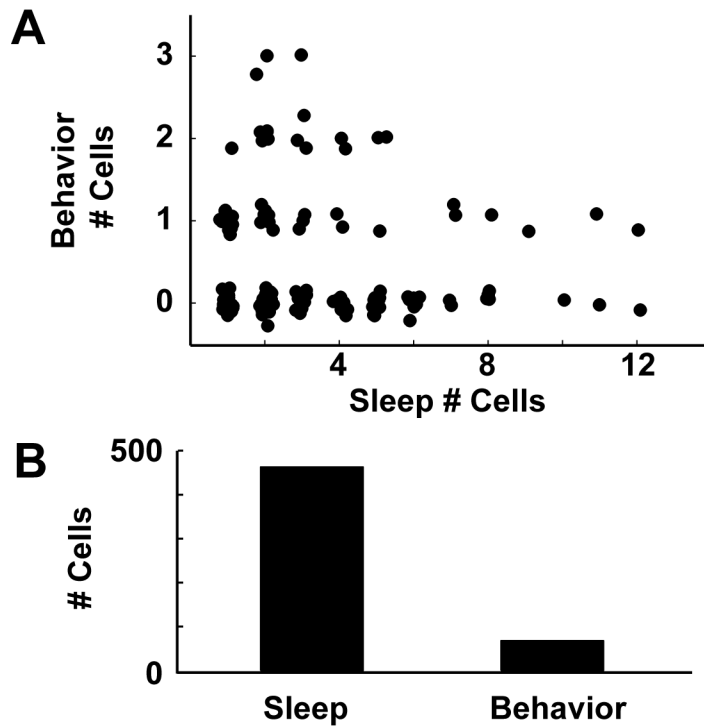 A
3
2
1
0
Behavior
# Cells
4
8
12
Sleep # Cells
B
500
0
# Cells
Sleep
Behavior